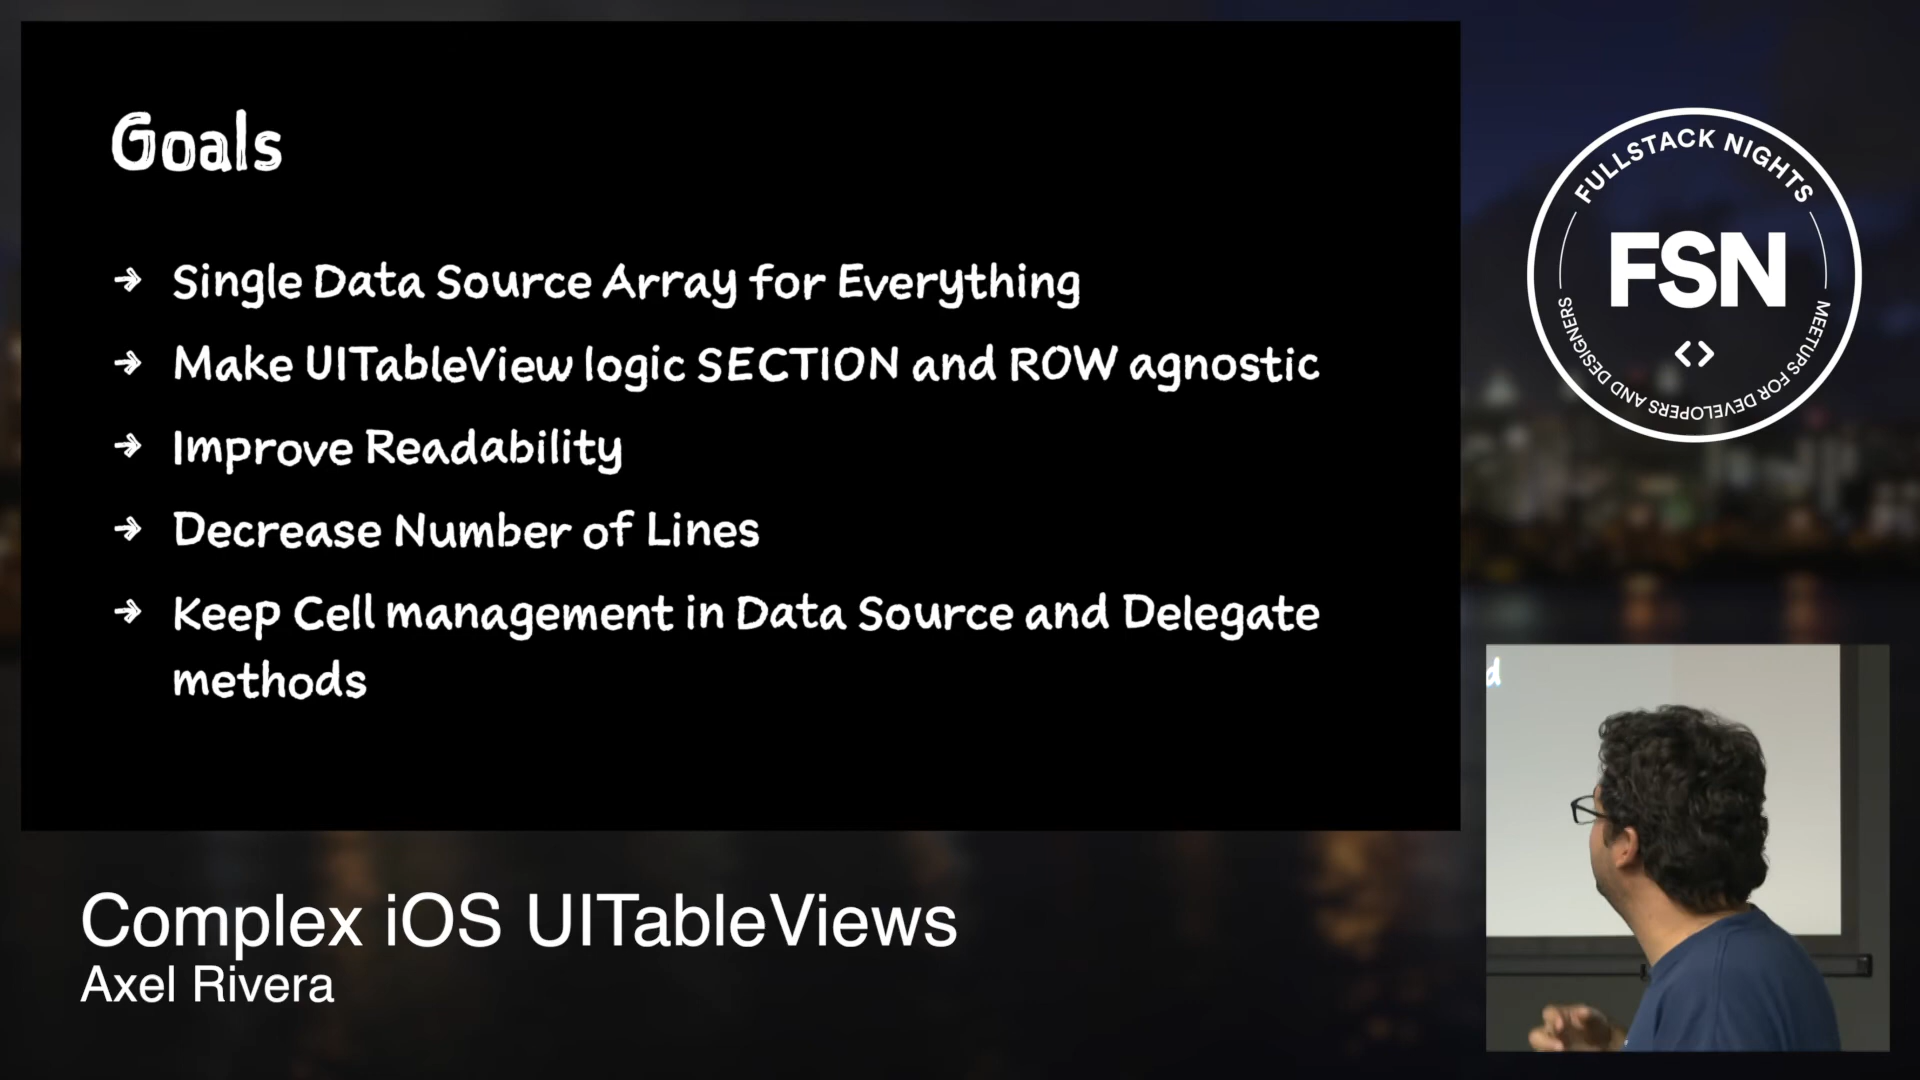 Goals
→ Single Data Source Array for Everything
→ Make UITableView logic SECTION and ROW agnostic
→ Improve Readability
→ Decrease Number of Lines
→ Keep Cell management in Data Source and Delegate
methods
FULLSTACK NIGHTS
FSN
<>
MEETUPS FOR DEVELOPERS AND DESIGNERS
d
Complex iOS UITableViews
Axel Rivera